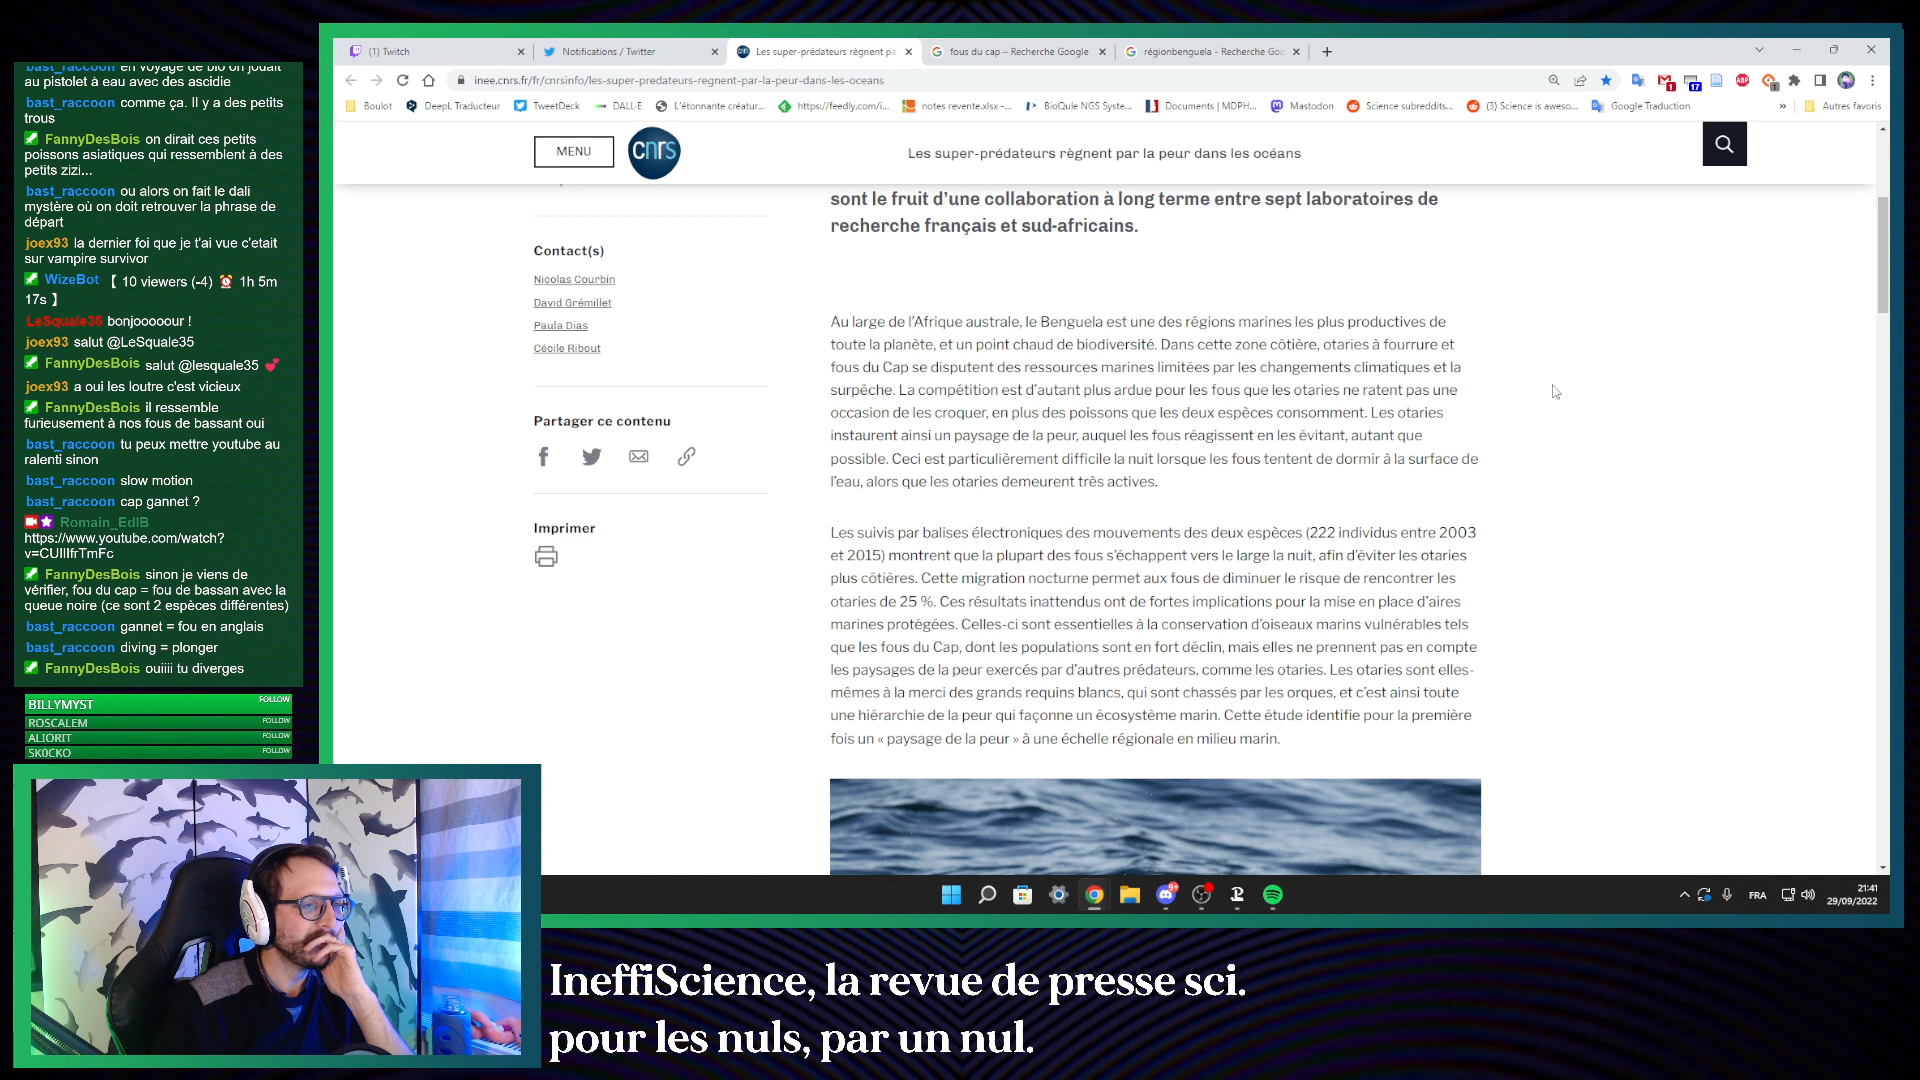 bast_raccoon en voyage de bio on jouait
au pistolet à eau avec des ascidie
bast_raccoon comme ça. Il y a des petits
trous
FannyDesBois on dirait ces petits
poissons asiatiques qui ressemblent à des
petits zizi...
bast_raccoon ou alors on fait le dali
mystère où on doit retrouver la phrase de
départ
joex93 la dernier foi que je t'ai vue c'etait
sur vampire survivor
WizeBot 【 10 viewers (-4) ⏰ 1h 5m
17s 】
LeSquale35 bonjooooour !
joex93 salut @LeSquale35
FannyDesBois salut @lesquale35 💕
joex93 a oui les loutre c'est vicieux
FannyDesBois il ressemble
furieusement à nos fous de bassant oui
bast_raccoon tu peux mettre youtube au
ralenti sinon
bast_raccoon slow motion
bast_raccoon cap gannet ?
Romain_EdIB
https://www.youtube.com/watch?
v=CUIlIfrTmFc
FannyDesBois sinon je viens de
vérifier, fou du cap = fou de bassan avec la
queue noire (ce sont 2 espèces différentes)
bast_raccoon gannet = fou en anglais
bast_raccoon diving = plonger
FannyDesBois ouiiii tu diverges
BILLYMYST FOLLOW
ROSCALEM FOLLOW
ALIORIT FOLLOW
SK0CKO FOLLOW
(1) Twitch
Notifications / Twitter
Les super-prédateurs règnent pa
fous du cap – Recherche Google
régionbenguela - Recherche Goo
inee.cnrs.fr/fr/cnrsinfo/les-super-predateurs-regnent-par-la-peur-dans-les-oceans
Boulot
DeepL Traducteur
TweetDeck
DALL·E
L'étonnante créatur...
https://feedly.com/i...
notes revente.xlsx -...
BioQule NGS Syste...
Documents | MDPH...
Mastodon
Science subreddits...
(3) Science is aweso...
Google Traduction
»
Autres favoris
MENU
cnrs
Les super-prédateurs règnent par la peur dans les océans
sont le fruit d'une collaboration à long terme entre sept laboratoires de
recherche français et sud-africains.
Contact(s)
Nicolas Courbin
David Grémillet
Paula Dias
Cécile Ribout
Partager ce contenu
Imprimer
Au large de l'Afrique australe, le Benguela est une des régions marines les plus productives de
toute la planète, et un point chaud de biodiversité. Dans cette zone côtière, otaries à fourrure et
fous du Cap se disputent des ressources marines limitées par les changements climatiques et la
surpêche. La compétition est d'autant plus ardue pour les fous que les otaries ne ratent pas une
occasion de les croquer, en plus des poissons que les deux espèces consomment. Les otaries
instaurent ainsi un paysage de la peur, auquel les fous réagissent en les évitant, autant que
possible. Ceci est particulièrement difficile la nuit lorsque les fous tentent de dormir à la surface de
l'eau, alors que les otaries demeurent très actives.
Les suivis par balises électroniques des mouvements des deux espèces (222 individus entre 2003
et 2015) montrent que la plupart des fous s'échappent vers le large la nuit, afin d'éviter les otaries
plus côtières. Cette migration nocturne permet aux fous de diminuer le risque de rencontrer les
otaries de 25 %. Ces résultats inattendus ont de fortes implications pour la mise en place d'aires
marines protégées. Celles-ci sont essentielles à la conservation d'oiseaux marins vulnérables tels
que les fous du Cap, dont les populations sont en fort déclin, mais elles ne prennent pas en compte
les paysages de la peur exercés par d'autres prédateurs, comme les otaries. Les otaries sont elles-
mêmes à la merci des grands requins blancs, qui sont chassés par les orques, et c'est ainsi toute
une hiérarchie de la peur qui façonne un écosystème marin. Cette étude identifie pour la première
fois un « paysage de la peur » à une échelle régionale en milieu marin.
FRA
21:41
29/09/2022
IneffiScience, la revue de presse sci.
pour les nuls, par un nul.